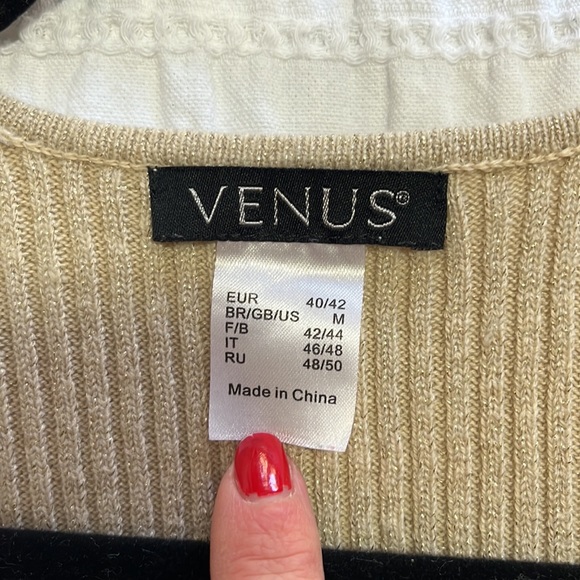 VENUS®
EUR 40/42
BR/GB/US M
F/B 42/44
IT 46/48
RU 48/50
Made in China